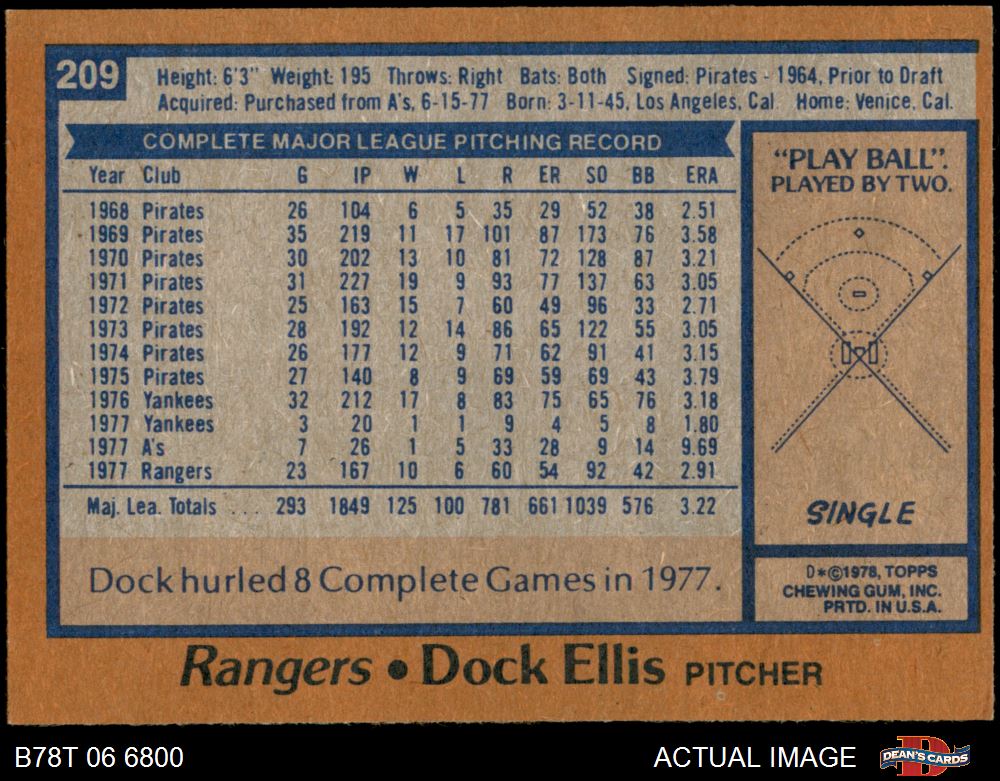 209
Height: 6'3" Weight: 195 Throws: Right Bats: Both Signed: Pirates - 1964, Prior to Draft
Acquired: Purchased from A's, 6-15-77 Born: 3-11-45, Los Angeles, Cal Home: Venice, Cal.
COMPLETE MAJOR LEAGUE PITCHING RECORD
Year Club G IP W L R ER SO BB ERA
1968 Pirates 26 104 6 5 35 29 52 38 2.51
1969 Pirates 35 219 11 17 101 87 173 76 3.58
1970 Pirates 30 202 13 10 81 72 128 87 3.21
1971 Pirates 31 227 19 9 93 77 137 63 3.05
1972 Pirates 25 163 15 7 60 49 96 33 2.71
1973 Pirates 28 192 12 14 86 65 122 55 3.05
1974 Pirates 26 177 12 9 71 62 91 41 3.15
1975 Pirates 27 140 8 9 69 59 69 43 3.79
1976 Yankees 32 212 17 8 83 75 65 76 3.18
1977 Yankees 3 20 1 1 9 4 5 8 1.80
1977 A's 7 26 1 5 33 28 9 14 9.69
1977 Rangers 23 167 10 6 60 54 92 42 2.91
Maj. Lea. Totals ... 293 1849 125 100 781 661 1039 576 3.22
Dock hurled 8 Complete Games in 1977.
"PLAY BALL".
PLAYED BY TWO.
SINGLE
D*©1978, TOPPS
CHEWING GUM, INC.
PRTD. IN U.S.A.
Rangers • Dock Ellis PITCHER
B78T 06 6800
ACTUAL IMAGE
DEAN'S CARDS